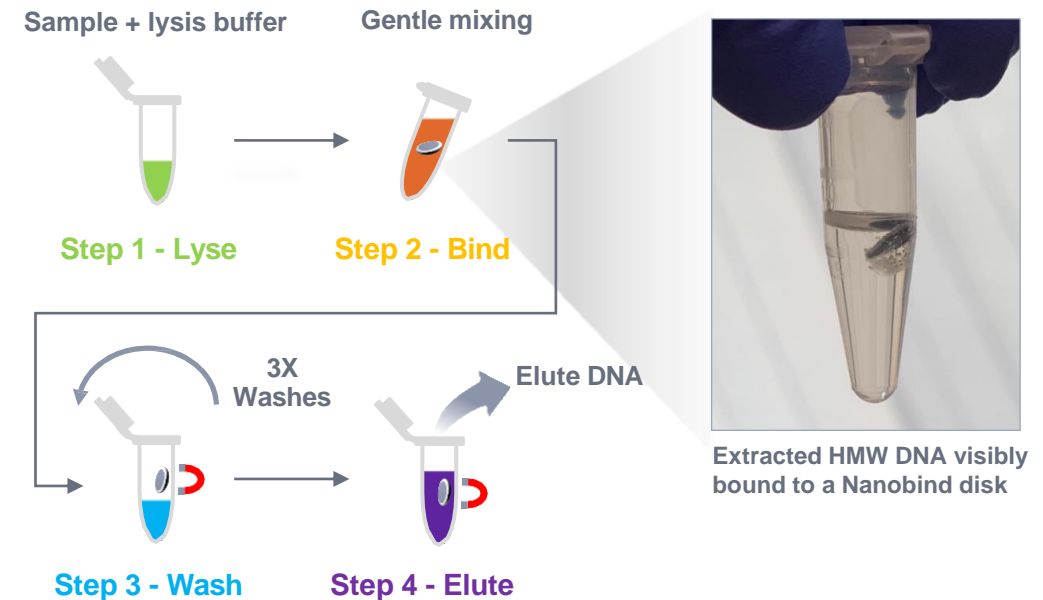 Sample + lysis buffer
Gentle mixing
Step 1 - Lyse
Step 2 - Bind
3X
Washes
Elute DNA
Step 3 - Wash
Step 4 - Elute
Extracted HMW DNA visibly
bound to a Nanobind disk